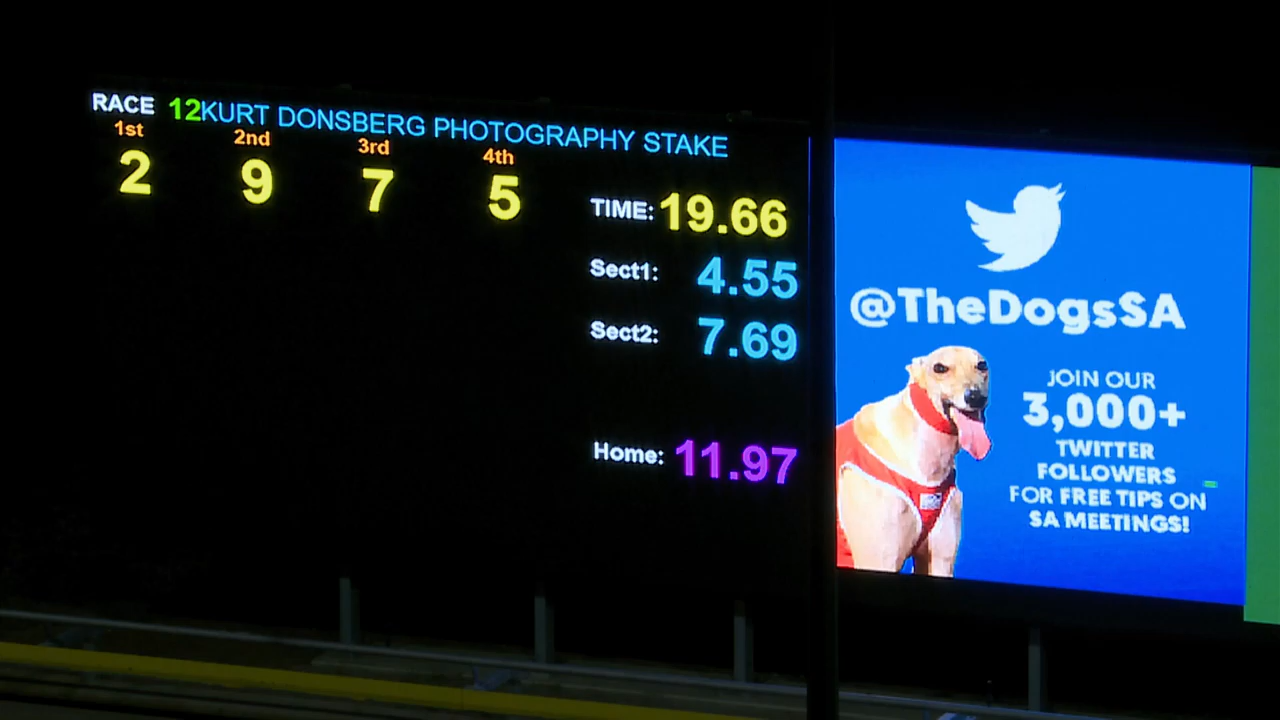 RACE 12KURT DONSBERG PHOTOGRAPHY STAKE
1st 2nd 3rd 4th
2 9 7 5
TIME: 19.66
Sect1: 4.55
Sect2: 7.69
Home: 11.97
@TheDogsSA
JOIN OUR
3,000+
TWITTER
FOLLOWERS
FOR FREE TIPS ON
SA MEETINGS!